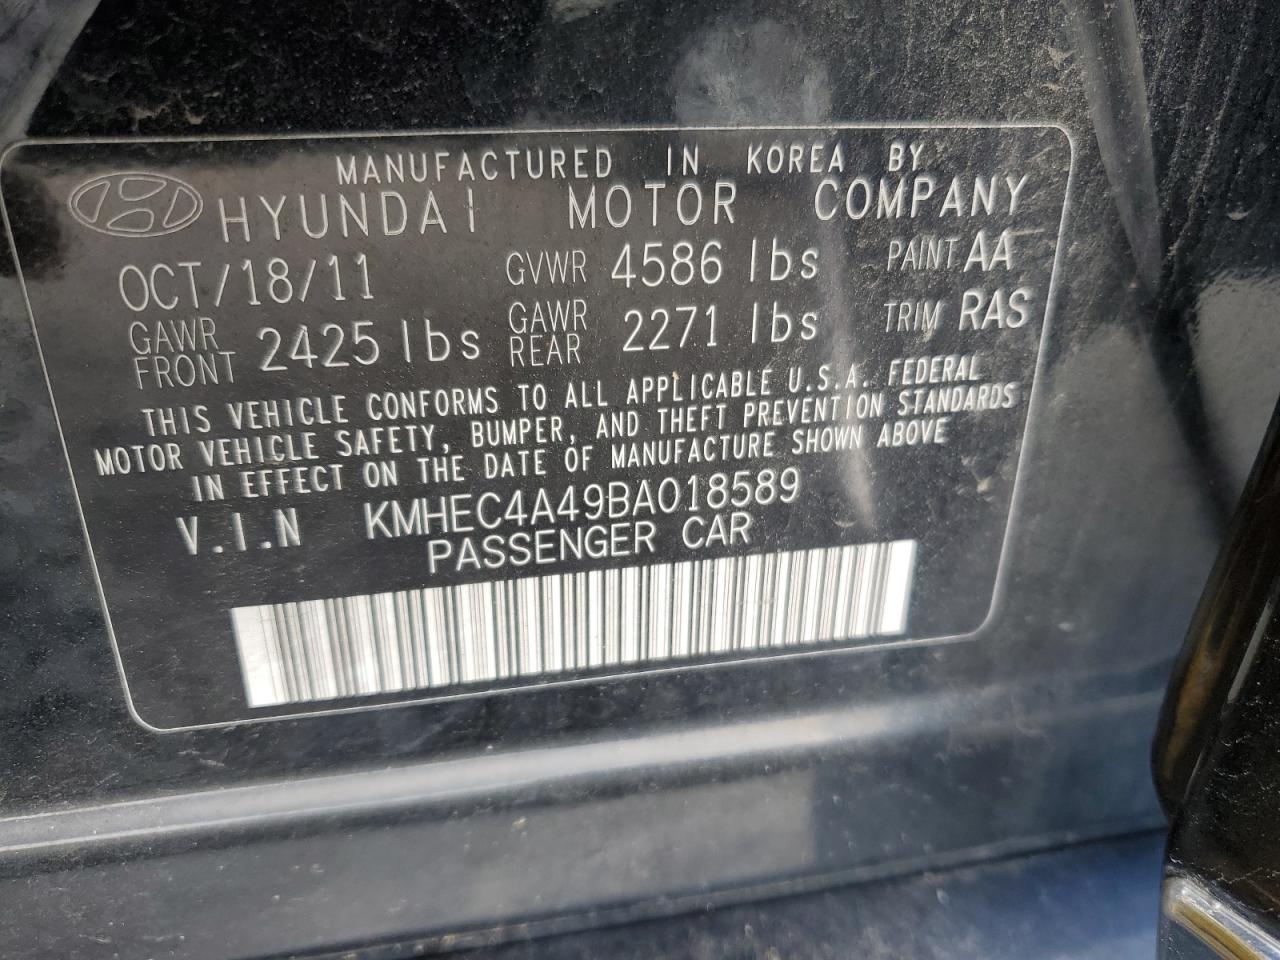 MANUFACTURED IN KOREA BY
HYUNDAI MOTOR COMPANY
OCT/18/11 GVWR 4586 lbs PAINT AA
GAWR FRONT 2425 lbs GAWR REAR 2271 lbs TRIM RAS
THIS VEHICLE CONFORMS TO ALL APPLICABLE U.S.A. FEDERAL
MOTOR VEHICLE SAFETY, BUMPER, AND THEFT PREVENTION STANDARDS
IN EFFECT ON THE DATE OF MANUFACTURE SHOWN ABOVE
V.I.N KMHEC4A49BA018589
PASSENGER CAR